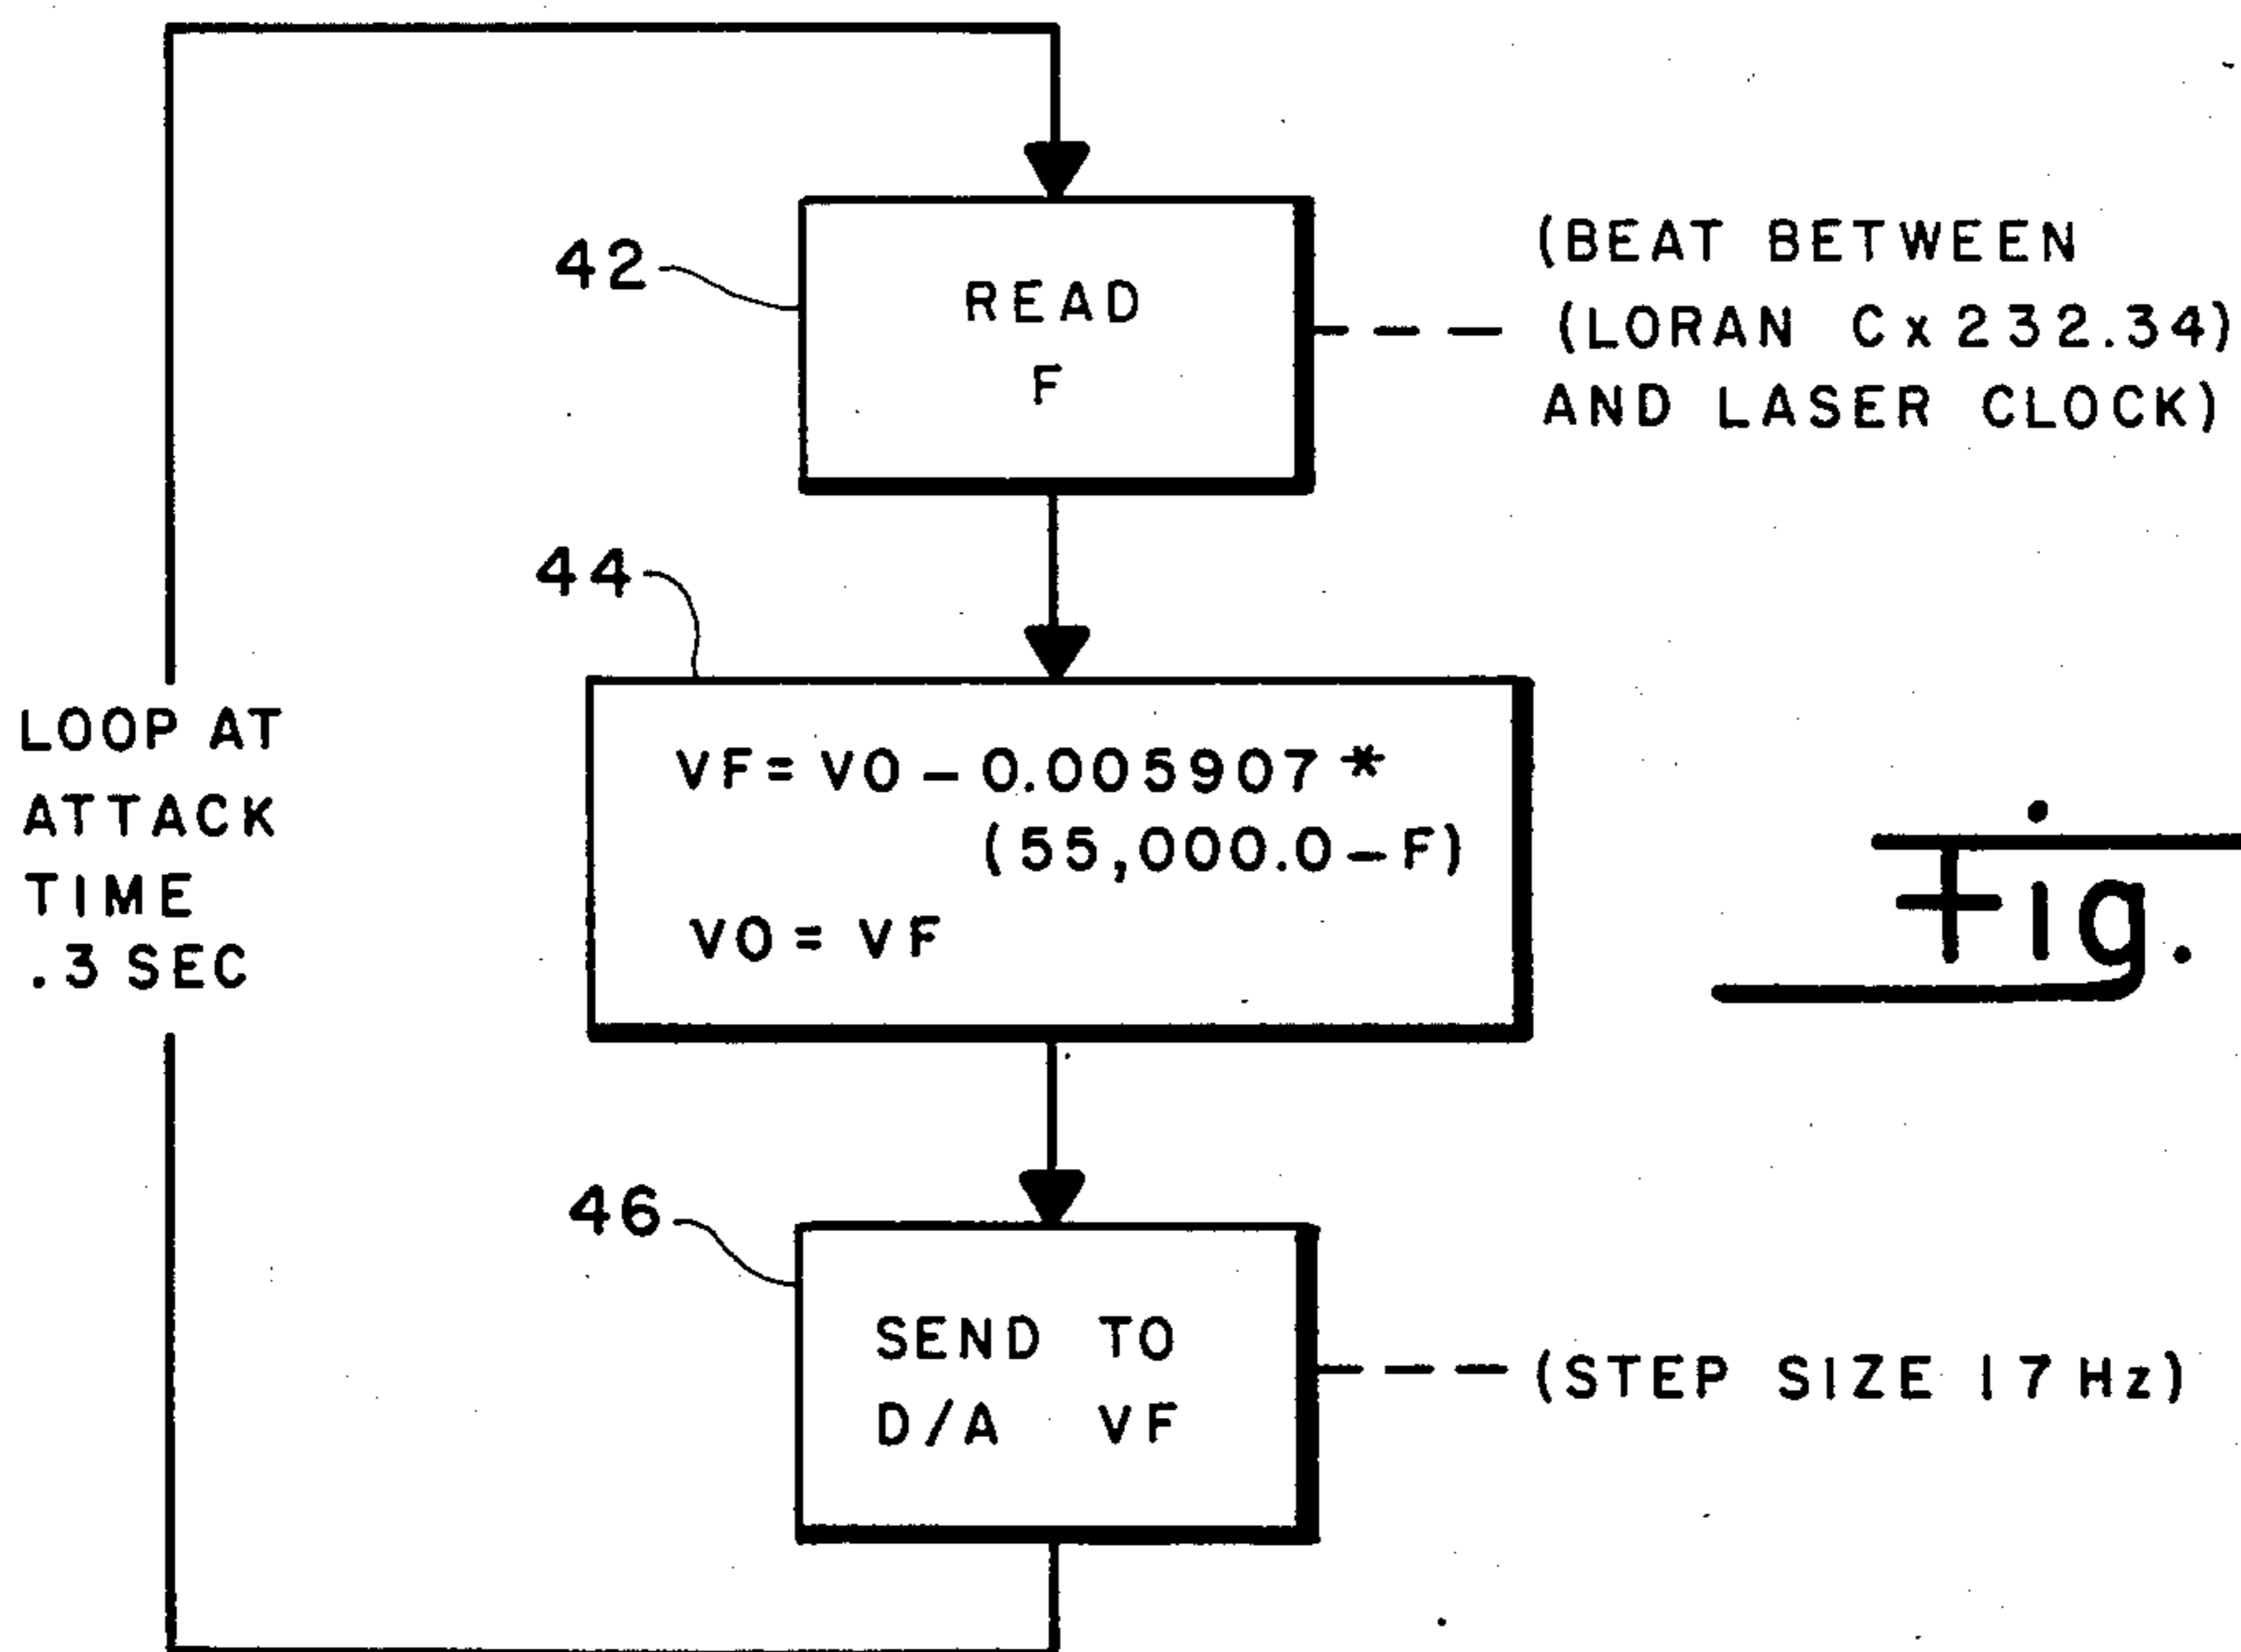 42
READ
F
(BEAT BETWEEN
(LORAN C x 232.34)
AND LASER CLOCK)
44
VF = VO - 0.005907 *
(55,000.0 - F)
VO = VF
LOOP AT
ATTACK
TIME
.3 SEC
Fig.
46
SEND TO
D/A VF
(STEP SIZE 17 Hz)